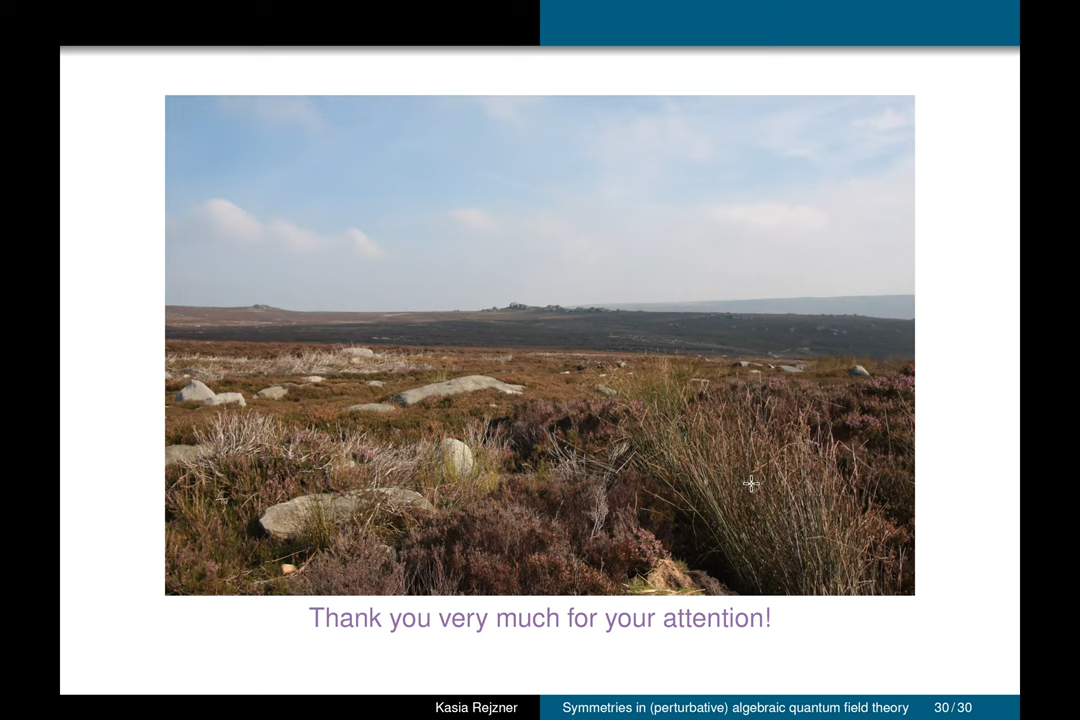 Thank you very much for your attention!
Kasia Rejzner
Symmetries in (perturbative) algebraic quantum field theory
30 / 30